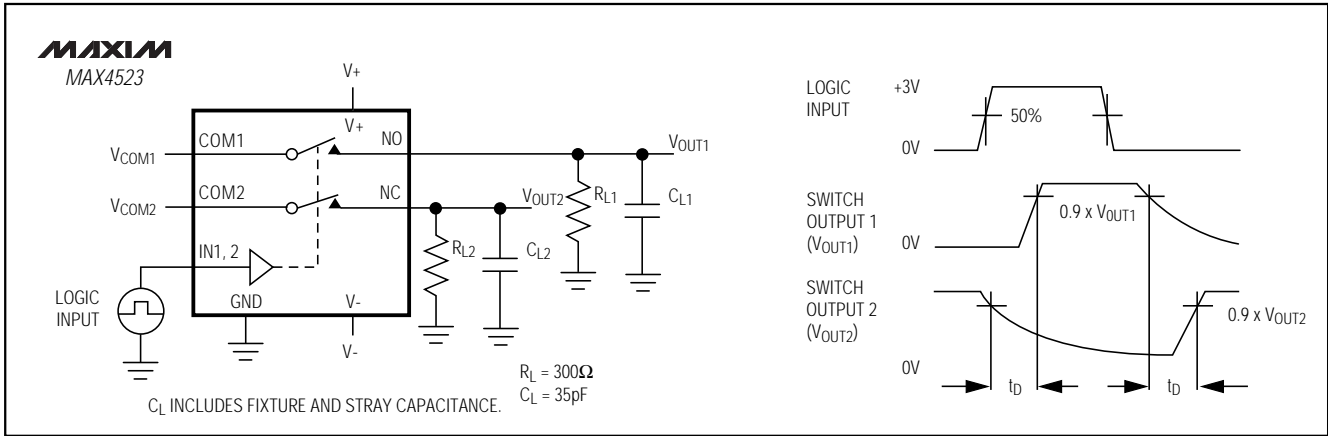 MAXIM
MAX4523
V+
V+
COM1
NO
VCOM1
VOUT1
COM2
NC
VCOM2
VOUT2
RL1
CL1
RL2
CL2
IN1, 2
LOGIC
INPUT
GND
V-
V-
RL = 300Ω
CL = 35pF
CL INCLUDES FIXTURE AND STRAY CAPACITANCE.
LOGIC
INPUT
+3V
50%
0V
SWITCH
OUTPUT 1
(VOUT1)
0.9 x VOUT1
0V
SWITCH
OUTPUT 2
(VOUT2)
0.9 x VOUT2
0V
tD
tD